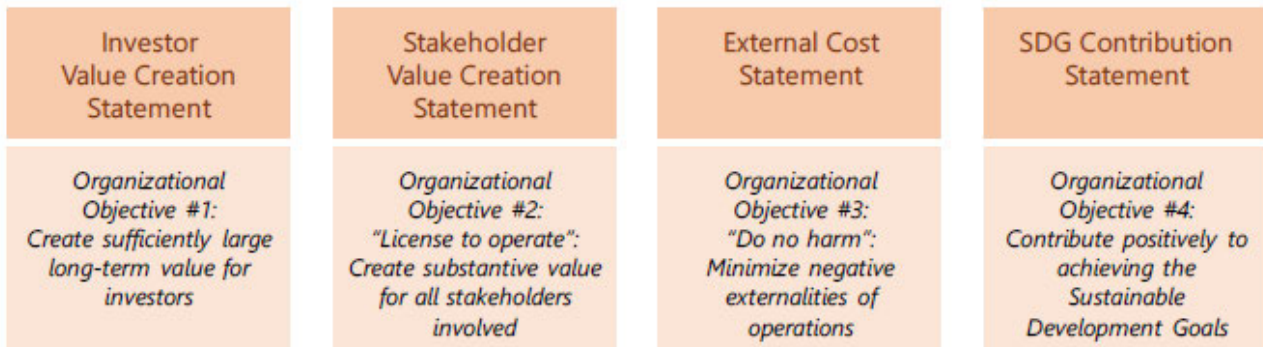 Investor
Value Creation
Statement
Stakeholder
Value Creation
Statement
External Cost
Statement
SDG Contribution
Statement
Organizational
Objective #1:
Create sufficiently large
long-term value for
investors
Organizational
Objective #2:
"License to operate":
Create substantive value
for all stakeholders
involved
Organizational
Objective #3:
"Do no harm":
Minimize negative
externalities of
operations
Organizational
Objective #4:
Contribute positively to
achieving the
Sustainable
Development Goals